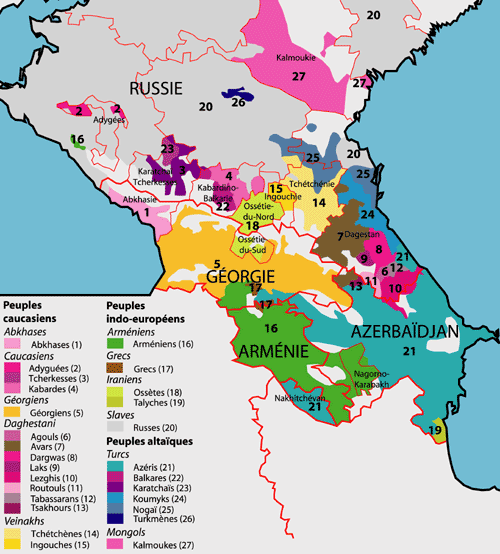 20
Kalmoukie
27
RUSSIE
27
20
26
2
2
Adygées
16
23
20
25
3
4
Karatchaï-
Tcherkesses
15
Tchétchénie
25
Kabardino-
Balkarie
Ingouchie
22
14
Abkhasie
Ossétie-
du-Nord
24
1
18
7
Dagestan
Ossétie
du-Sud
8
21
9
12
6
5
11
GÉORGIE
13
10
17
17
16
AZERBAÏDJAN
ARMÉNIE
21
Nagorno-
Karabakh
Nakhitchévan
21
19
Peuples
caucasiens
Abkhases
Abkhases (1)
Caucasiens
Adyguées (2)
Tcherkesses (3)
Kabardes (4)
Géorgiens
Géorgiens (5)
Daghestani
Agouls (6)
Avars (7)
Dargwas (8)
Laks (9)
Lezghis (10)
Routouls (11)
Tabassarans (12)
Tsakhours (13)
Veinakhs
Tchétchènes (14)
Ingouches (15)
Peuples
indo-européens
Arméniens
Arméniens (16)
Grecs
Grecs (17)
Iraniens
Ossètes (18)
Talyches (19)
Slaves
Russes (20)
Peuples altaïques
Turcs
Azéris (21)
Balkares (22)
Karatchaïs (23)
Koumyks (24)
Nogaï (25)
Turkmènes (26)
Mongols
Kalmoukes (27)